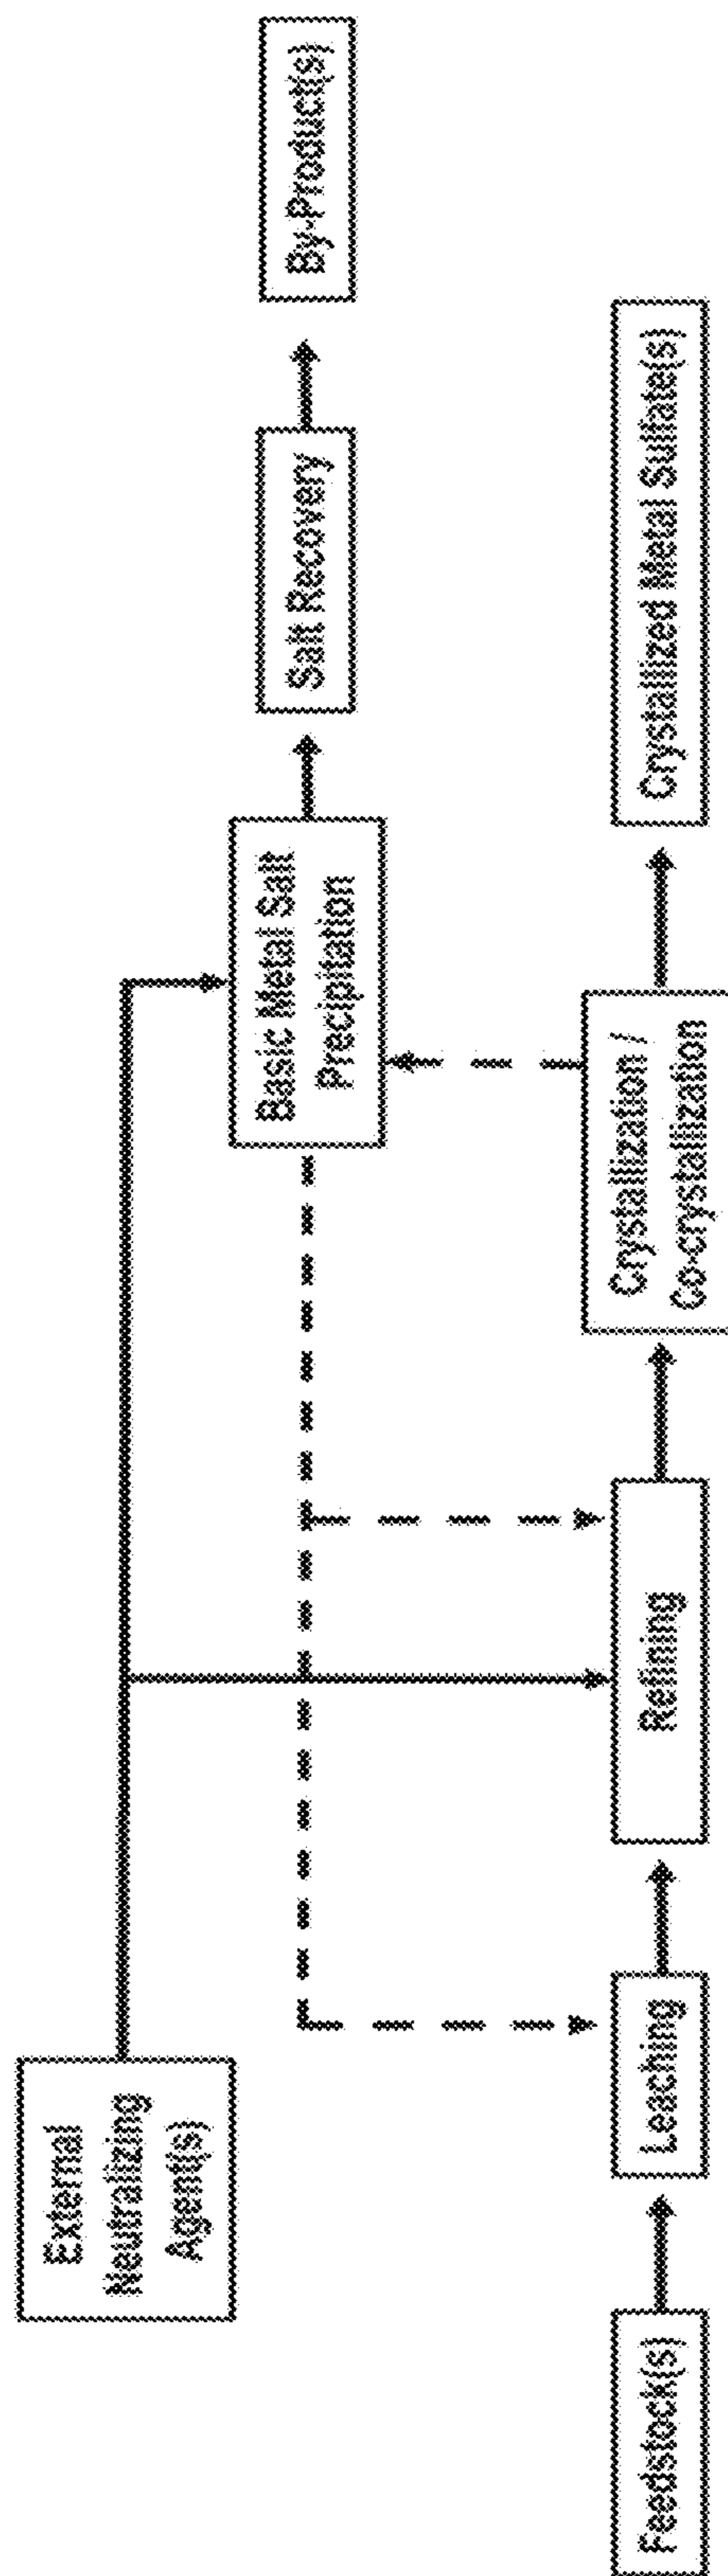 External
Neutralizing
Agent(s)
Basic Metal Salt
Precipitation
Salt Recovery
By-Product(s)
Feedstock(s)
Leaching
Refining
Crystallization /
Co-crystallization
Crystallized Metal Sulfate(s)